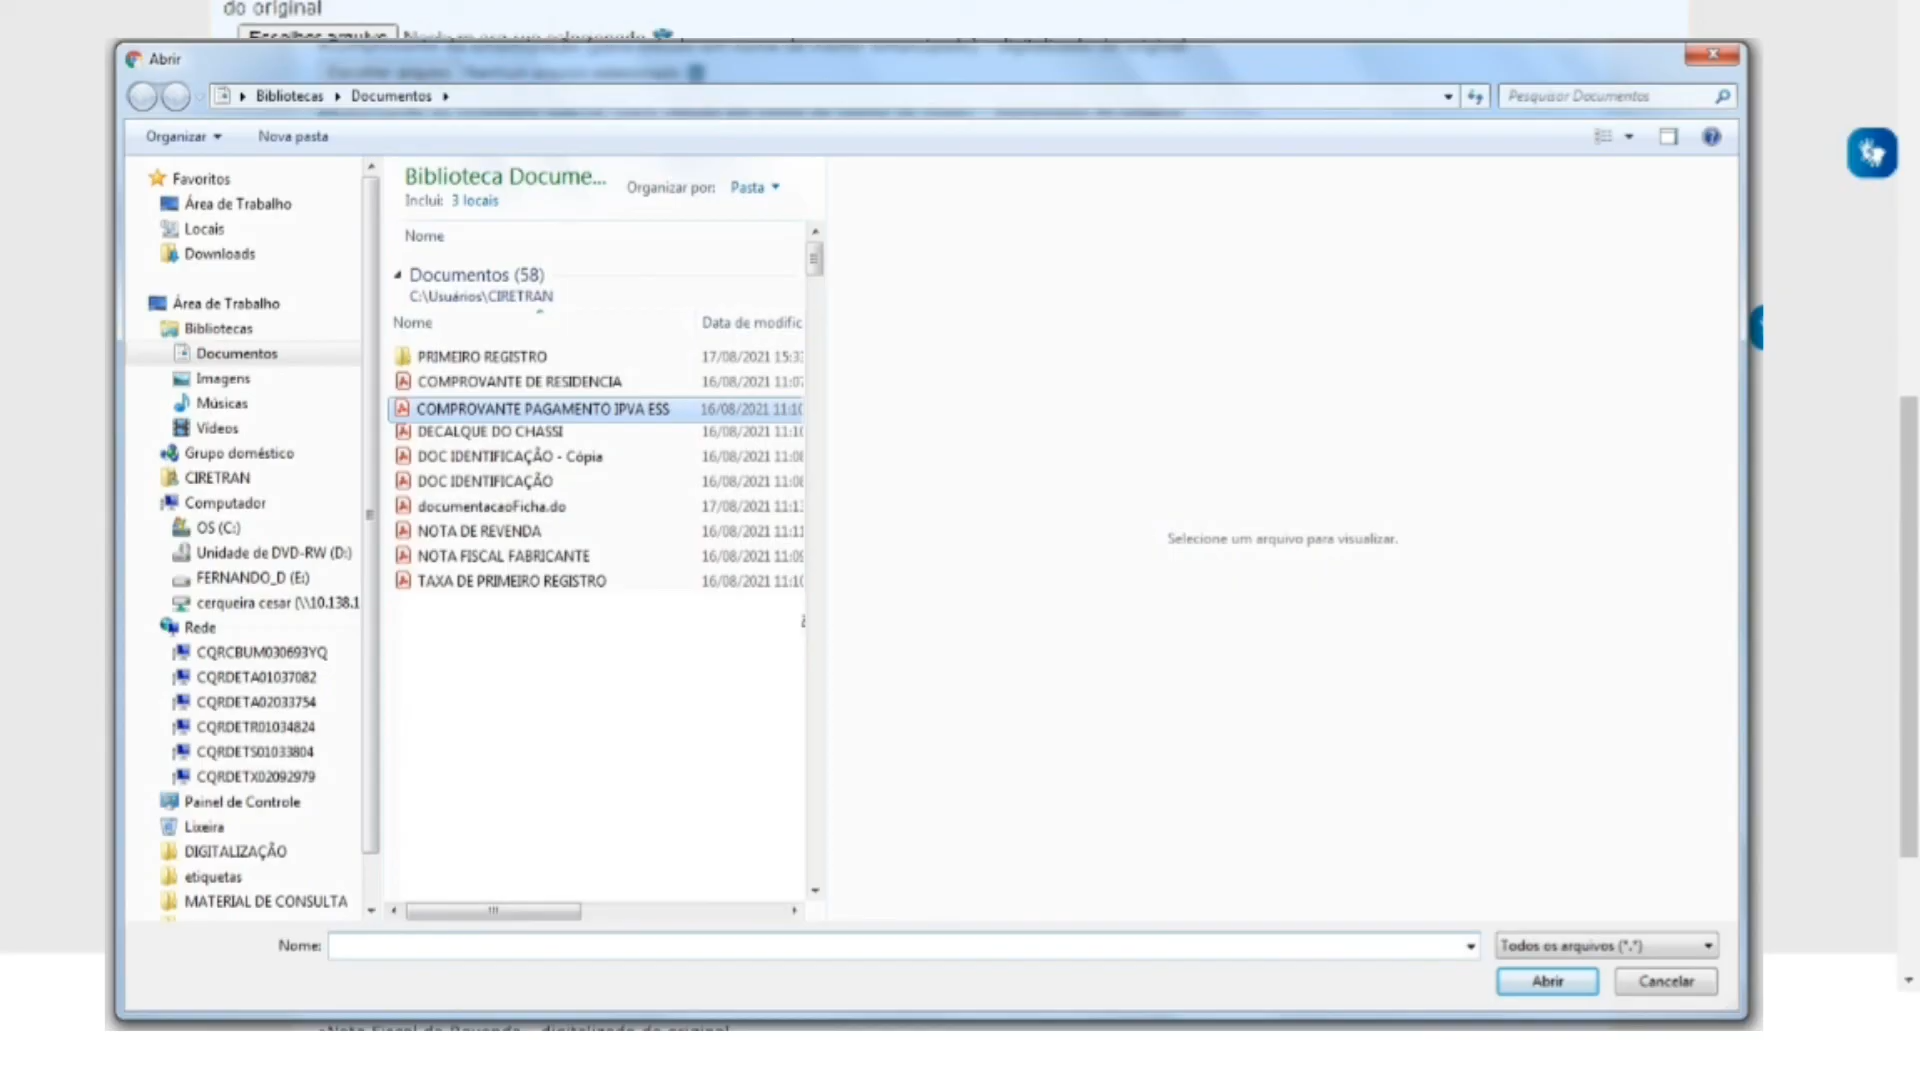 do original
Escolher arquivo
Abrir
Bibliotecas Documentos
Pesquisar Documentos
Organizar Nova pasta
Favoritos
Área de Trabalho
Locais
Downloads
Área de Trabalho
Bibliotecas
Documentos
Imagens
Músicas
Vídeos
Grupo doméstico
CIRETRAN
Computador
OS (C:)
Unidade de DVD-RW (D:)
FERNANDO_D (E:)
cerqueira cesar (\\10.138.1
Rede
CQRCBUM030693YQ
CQRDETA01037082
CQRDETA02033754
CQRDETR01034824
CQRDETS01033804
CQRDETX02092979
Painel de Controle
Lixeira
DIGITALIZAÇÃO
etiquetas
MATERIAL DE CONSULTA
Biblioteca Docume...
Inclui: 3 locais
Organizar por: Pasta
Nome
Documentos (58)
C:\Usuários\CIRETRAN
Nome Data de modific
PRIMEIRO REGISTRO 17/08/2021 15:3
COMPROVANTE DE RESIDENCIA 16/08/2021 11:0
COMPROVANTE PAGAMENTO IPVA ESS 16/08/2021 11:1
DECALQUE DO CHASSI 16/08/2021 11:1
DOC IDENTIFICAÇÃO - Cópia 16/08/2021 11:0
DOC IDENTIFICAÇÃO 16/08/2021 11:0
documentacaoFicha.do 17/08/2021 11:1
NOTA DE REVENDA 16/08/2021 11:11
NOTA FISCAL FABRICANTE 16/08/2021 11:0
TAXA DE PRIMEIRO REGISTRO 16/08/2021 11:1
Selecione um arquivo para visualizar.
Nome:
Todos os arquivos (*.*)
Abrir Cancelar